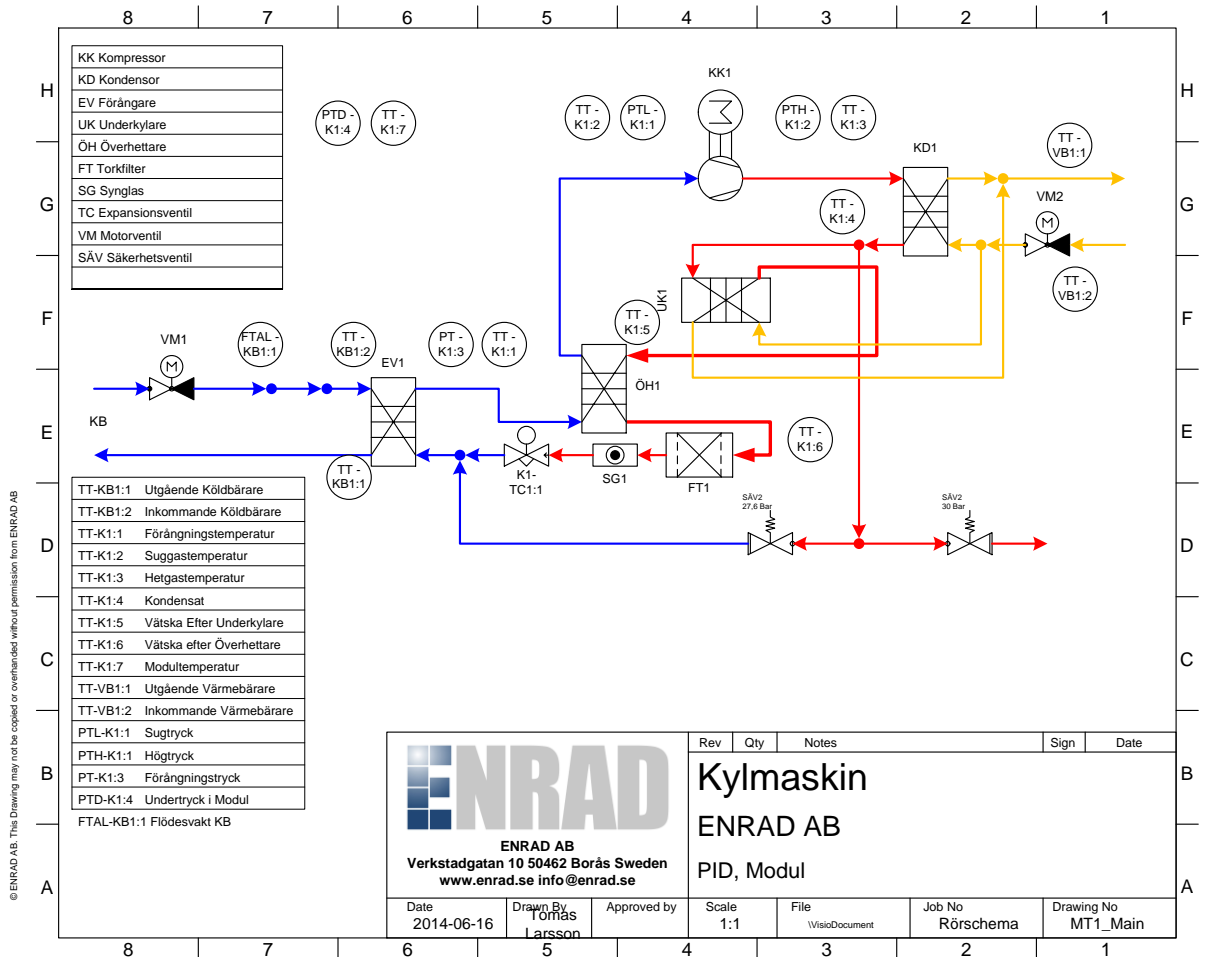 8 7 6 5 4 3 2 1
KK Kompressor
KD Kondensor
EV Förångare
UK Underkylare
ÖH Överhettare
FT Torkfilter
SG Synglas
TC Expansionsventil
VM Motorventil
SÄV Säkerhetsventil
H
H
PTD -
K1:4
TT -
K1:7
TT -
K1:2
PTL -
K1:1
KK1
M
PTH -
K1:2
TT -
K1:3
KD1
TT -
VB1:1
G
G
TT -
K1:4
VM2
M
TT -
VB1:2
F
F
UK1
TT -
K1:5
VM1
M
FTAL -
KB1:1
TT -
KB1:2
EV1
PT -
K1:3
TT -
K1:1
ÖH1
E
E
KB
TT -
KB1:1
K1-
TC1:1
SG1
FT1
TT -
K1:6
SÄV2
27,6 Bar
SÄV2
30 Bar
D
D
TT-KB1:1 Utgående Köldbärare
TT-KB1:2 Inkommande Köldbärare
TT-K1:1 Förångningstemperatur
TT-K1:2 Suggastemperatur
TT-K1:3 Hetgastemperatur
TT-K1:4 Kondensat
TT-K1:5 Vätska Efter Underkylare
TT-K1:6 Vätska efter Överhettare
TT-K1:7 Modultemperatur
TT-VB1:1 Utgående Värmebärare
TT-VB1:2 Inkommande Värmebärare
PTL-K1:1 Sugtryck
PTH-K1:1 Högtryck
PT-K1:3 Förångningstryck
PTD-K1:4 Undertryck i Modul
FTAL-KB1:1 Flödesvakt KB
C
C
B
B
A
A
© ENRAD AB. This Drawing may not be copied or overhanded without permission from ENRAD AB
ENRAD
ENRAD AB
Verkstadgatan 10 50462 Borås Sweden
www.enrad.se info@enrad.se
Rev Qty Notes Sign Date
Kylmaskin
ENRAD AB
PID, Modul
Date
2014-06-16
Drawn By
Tomas
Larsson
Approved by
Scale
1:1
File
\VisioDocument
Job No
Rörschema
Drawing No
MT1_Main
8 7 6 5 4 3 2 1